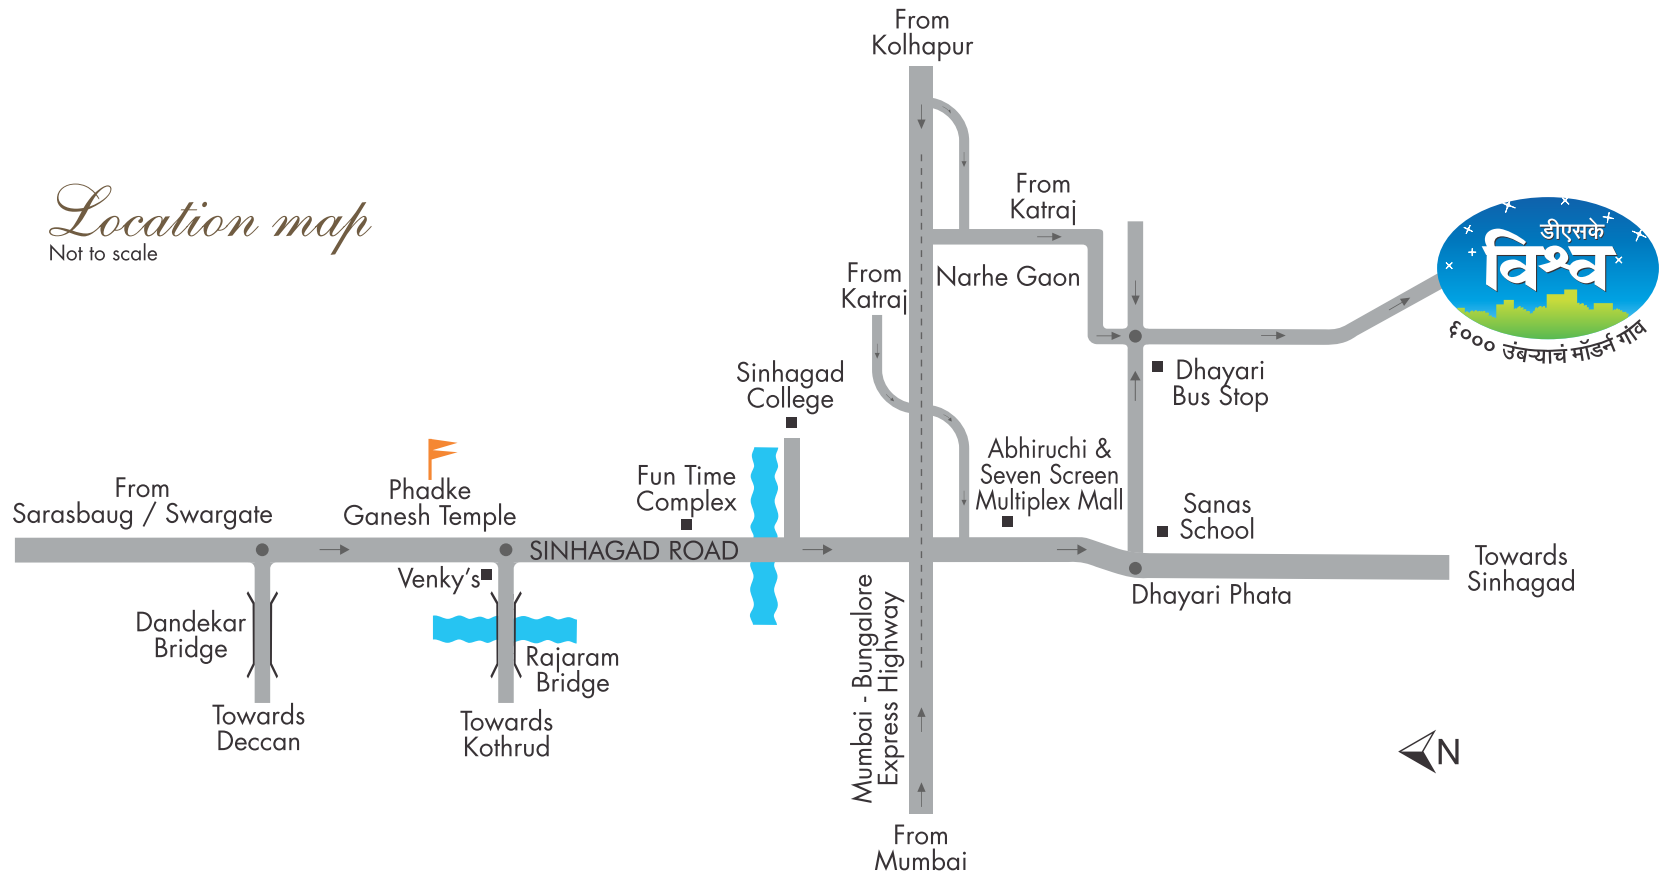 From
Kolhapur
Location map
Not to scale
From
Katraj
From
Katraj
Narhe Gaon
डीएसके
विश्व
६००० उंबऱ्याचं मॉडर्न गांव
Sinhagad
College
Dhayari
Bus Stop
From
Sarasbaug / Swargate
Phadke
Ganesh Temple
Fun Time
Complex
Abhiruchi &
Seven Screen
Multiplex Mall
Sanas
School
SINHAGAD ROAD
Towards
Sinhagad
Venky's
Dhayari Phata
Dandekar
Bridge
Rajaram
Bridge
Mumbai - Bungalore
Express Highway
Towards
Deccan
Towards
Kothrud
N
From
Mumbai